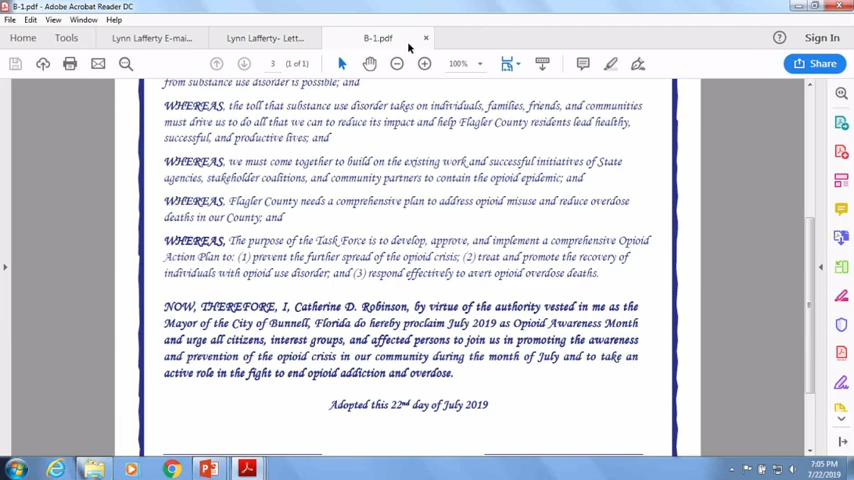 B-1.pdf - Adobe Acrobat Reader DC
File Edit View Window Help
Home Tools Lynn Lafferty E-mai... Lynn Lafferty- Lett... B-1.pdf × Sign In
3 (1 of 1) 100% Share
from substance use disorder is possible; and
WHEREAS, the toll that substance use disorder takes on individuals, families, friends, and communities
must drive us to do all that we can to reduce its impact and help Flagler County residents lead healthy,
successful, and productive lives; and
WHEREAS, we must come together to build on the existing work and successful initiatives of State
agencies, stakeholder coalitions, and community partners to contain the opioid epidemic; and
WHEREAS, Flagler County needs a comprehensive plan to address opioid misuse and reduce overdose
deaths in our County; and
WHEREAS, The purpose of the Task Force is to develop, approve, and implement a comprehensive Opioid
Action Plan to: (1) prevent the further spread of the opioid crisis; (2) treat and promote the recovery of
individuals with opioid use disorder; and (3) respond effectively to avert opioid overdose deaths.
NOW, THEREFORE, I, Catherine D. Robinson, by virtue of the authority vested in me as the
Mayor of the City of Bunnell, Florida do hereby proclaim July 2019 as Opioid Awareness Month
and urge all citizens, interest groups, and affected persons to join us in promoting the awareness
and prevention of the opioid crisis in our community during the month of July and to take an
active role in the fight to end opioid addiction and overdose.
Adopted this 22nd day of July 2019
7:05 PM
7/22/2019